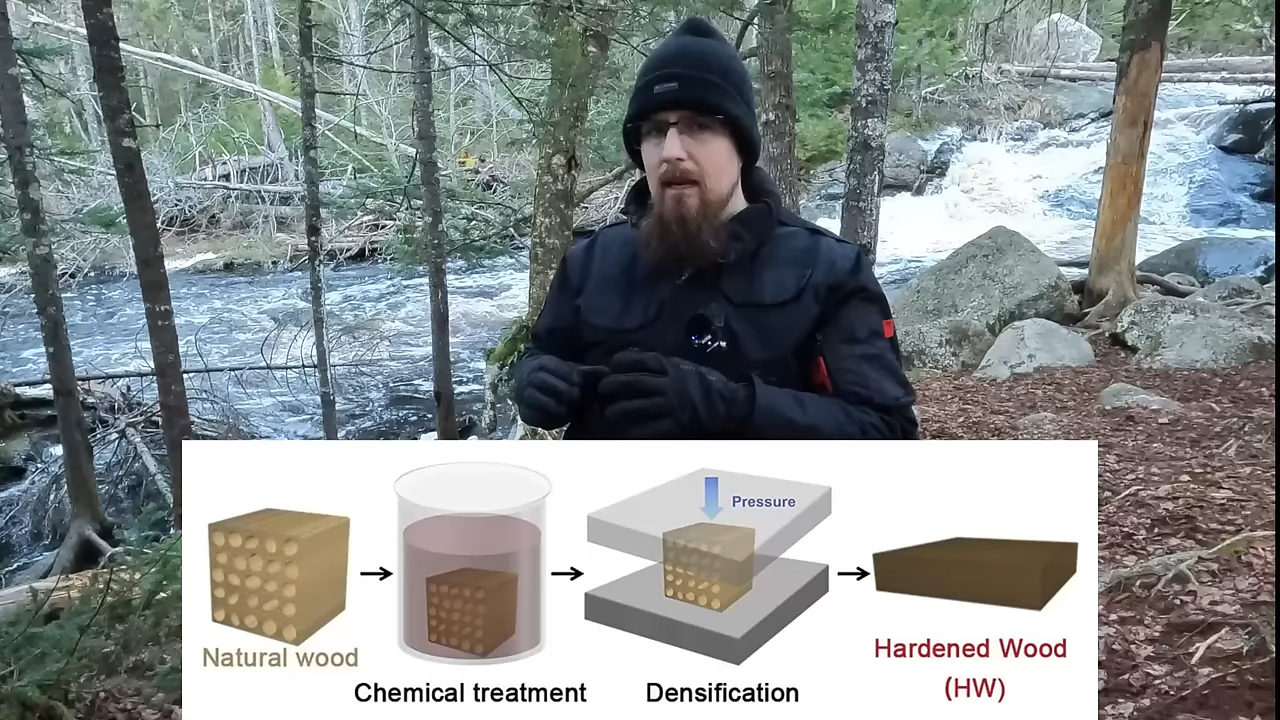 Pressure
Natural wood
Chemical treatment
Densification
Hardened Wood
(HW)